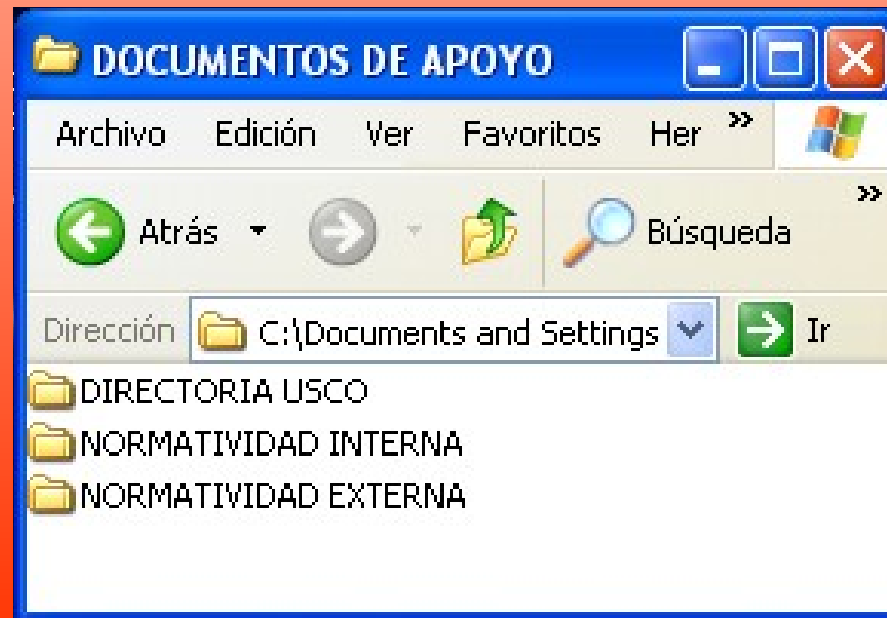 DOCUMENTOS DE APOYO
Archivo Edición Ver Favoritos Her »
Atrás Búsqueda »
Dirección C:\Documents and Settings Ir
DIRECTORIA USCO
NORMATIVIDAD INTERNA
NORMATIVIDAD EXTERNA